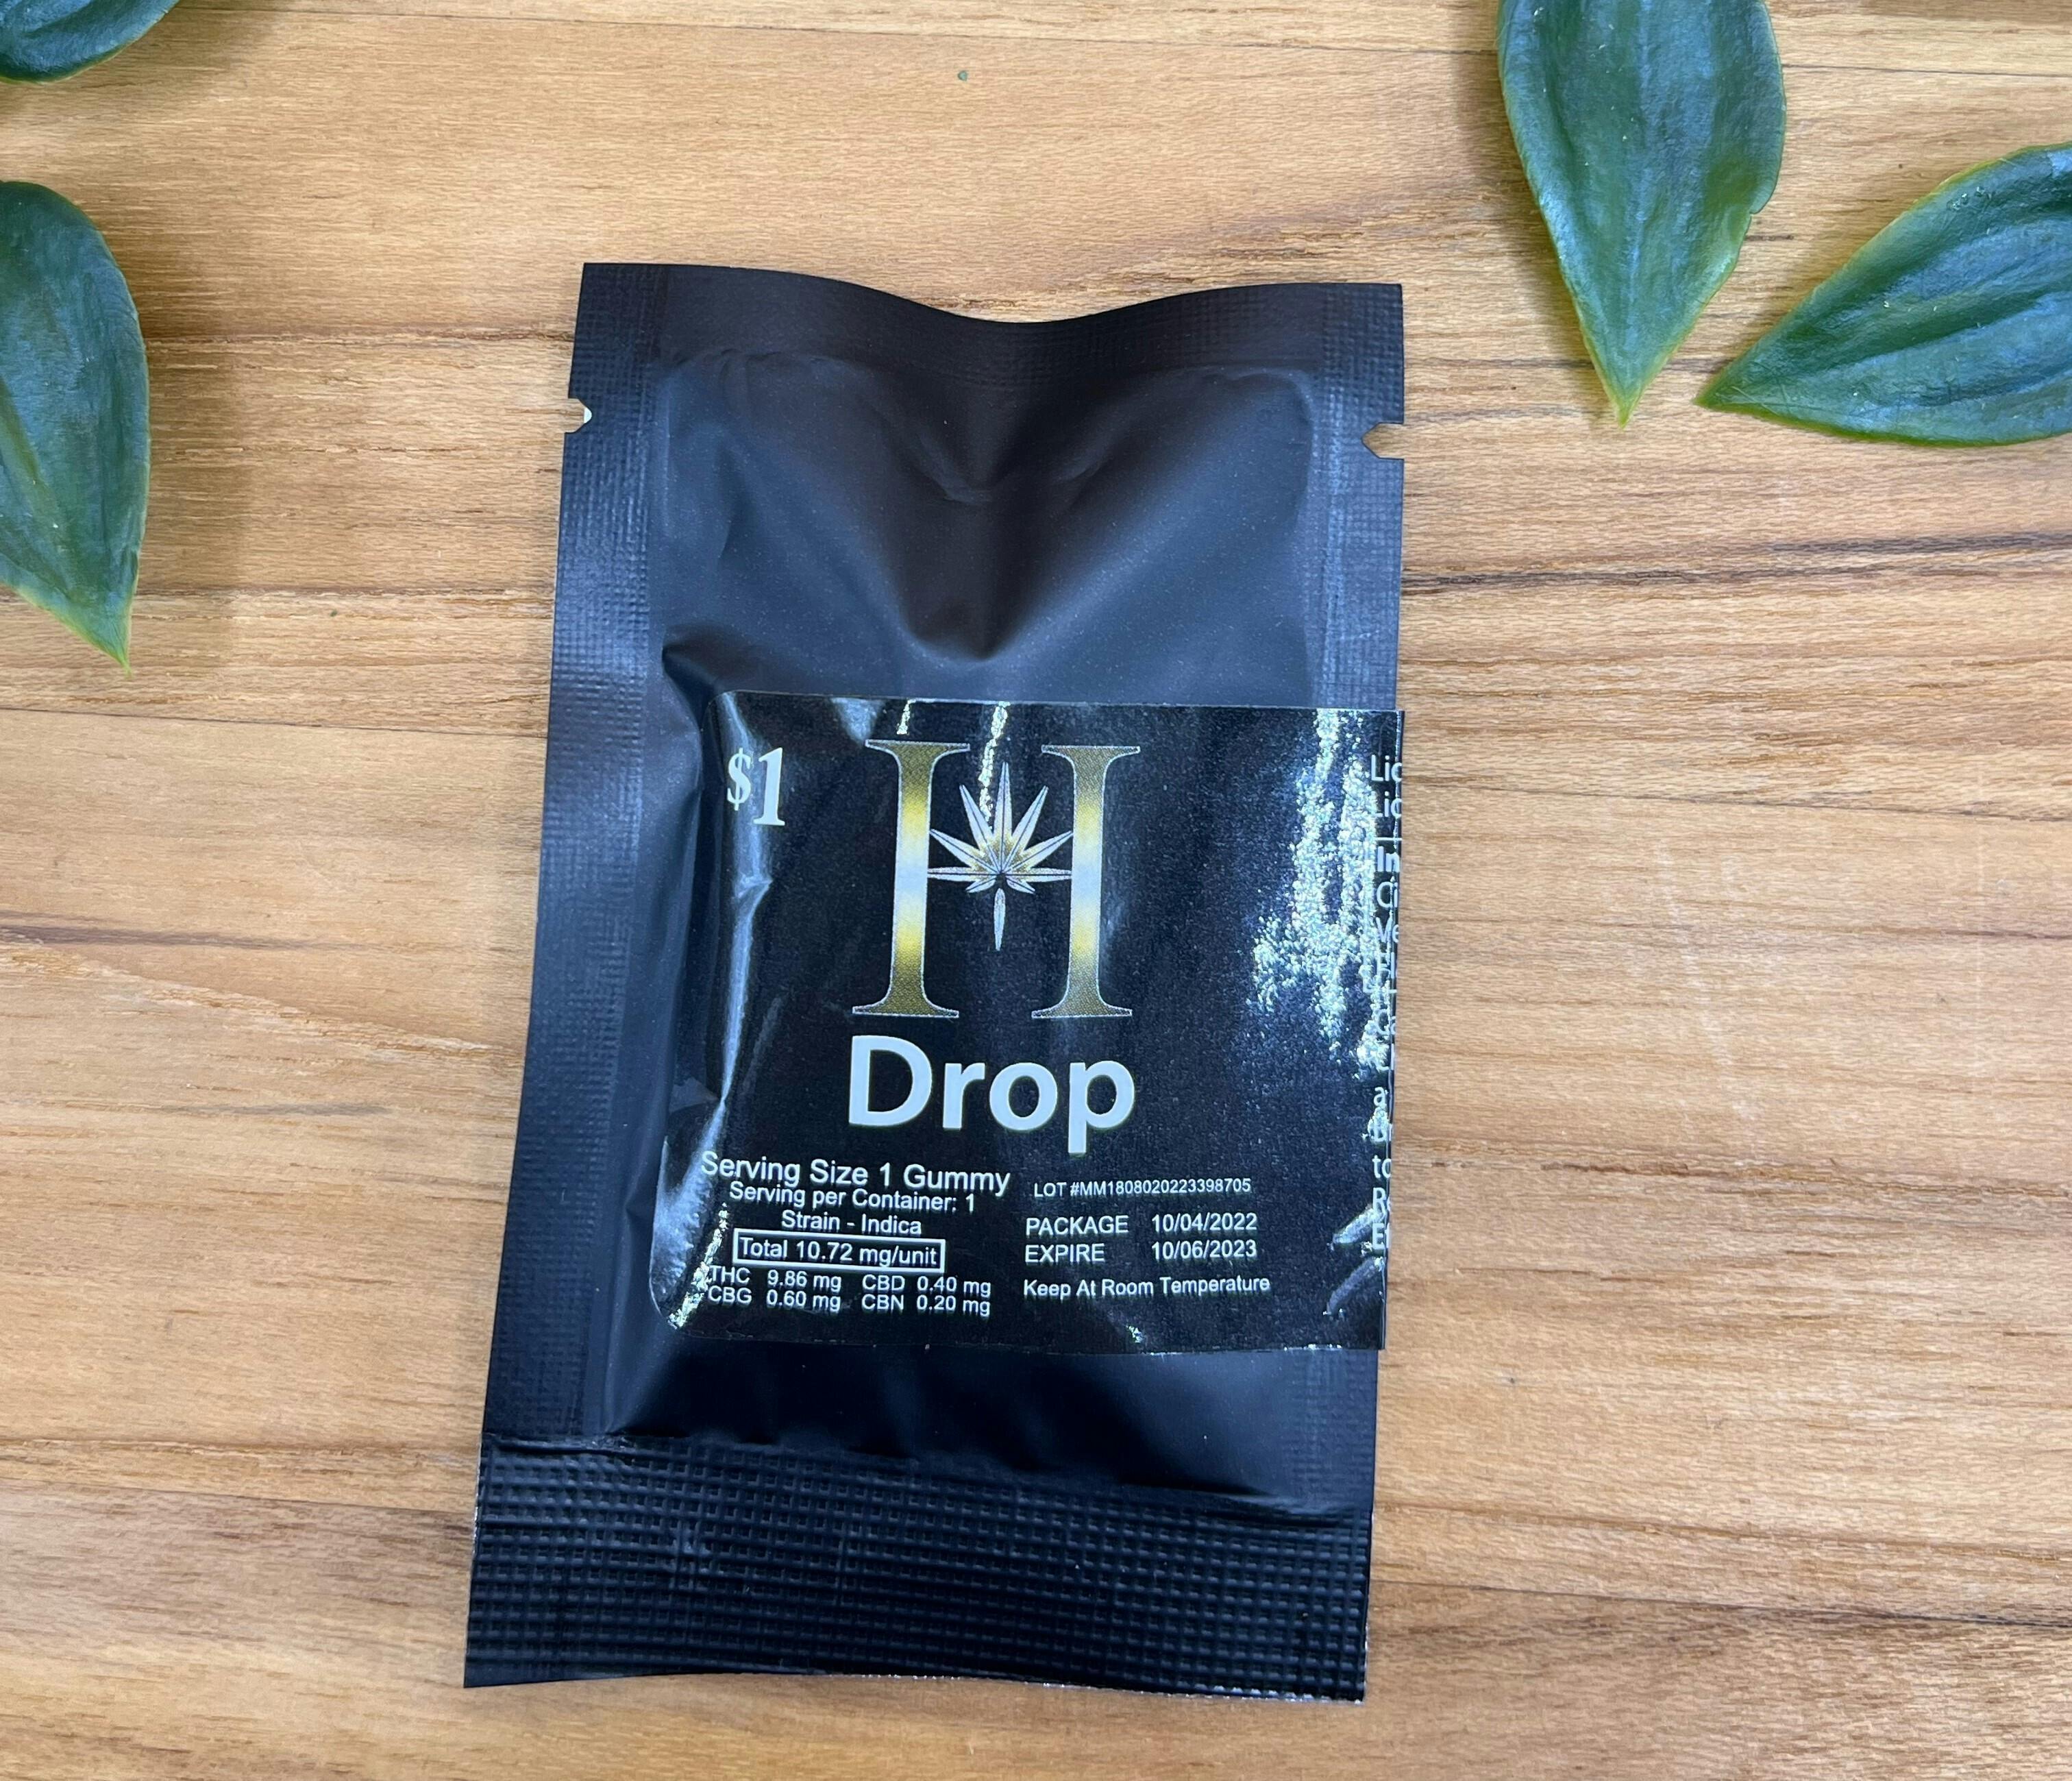 $1
H
Drop
Serving Size 1 Gummy
Serving per Container: 1
Strain - Indica
Total 10.72 mg/unit
THC 9.86 mg CBD 0.40 mg
CBG 0.60 mg CBN 0.20 mg
LOT #MM1808020223398705
PACKAGE 10/04/2022
EXPIRE 10/06/2023
Keep At Room Temperature